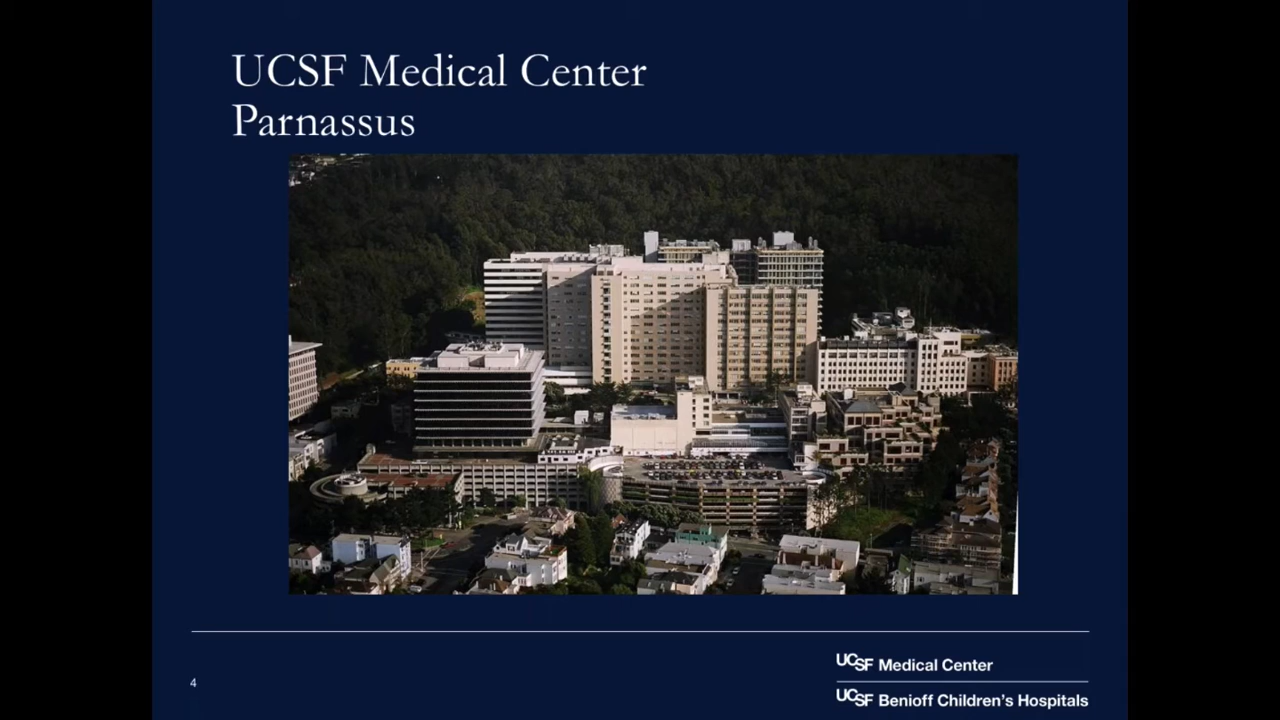 UCSF Medical Center
Parnassus
4
UCSF Medical Center
UCSF Benioff Children's Hospitals